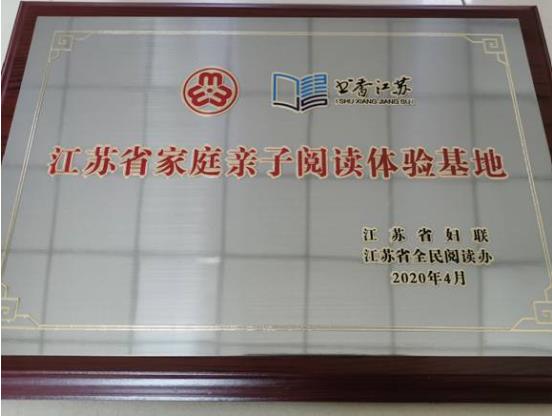 书香江苏
(SHU XIANG JIANG SU)
江苏省家庭亲子阅读体验基地
江苏省妇联
江苏省全民阅读办
2020年4月